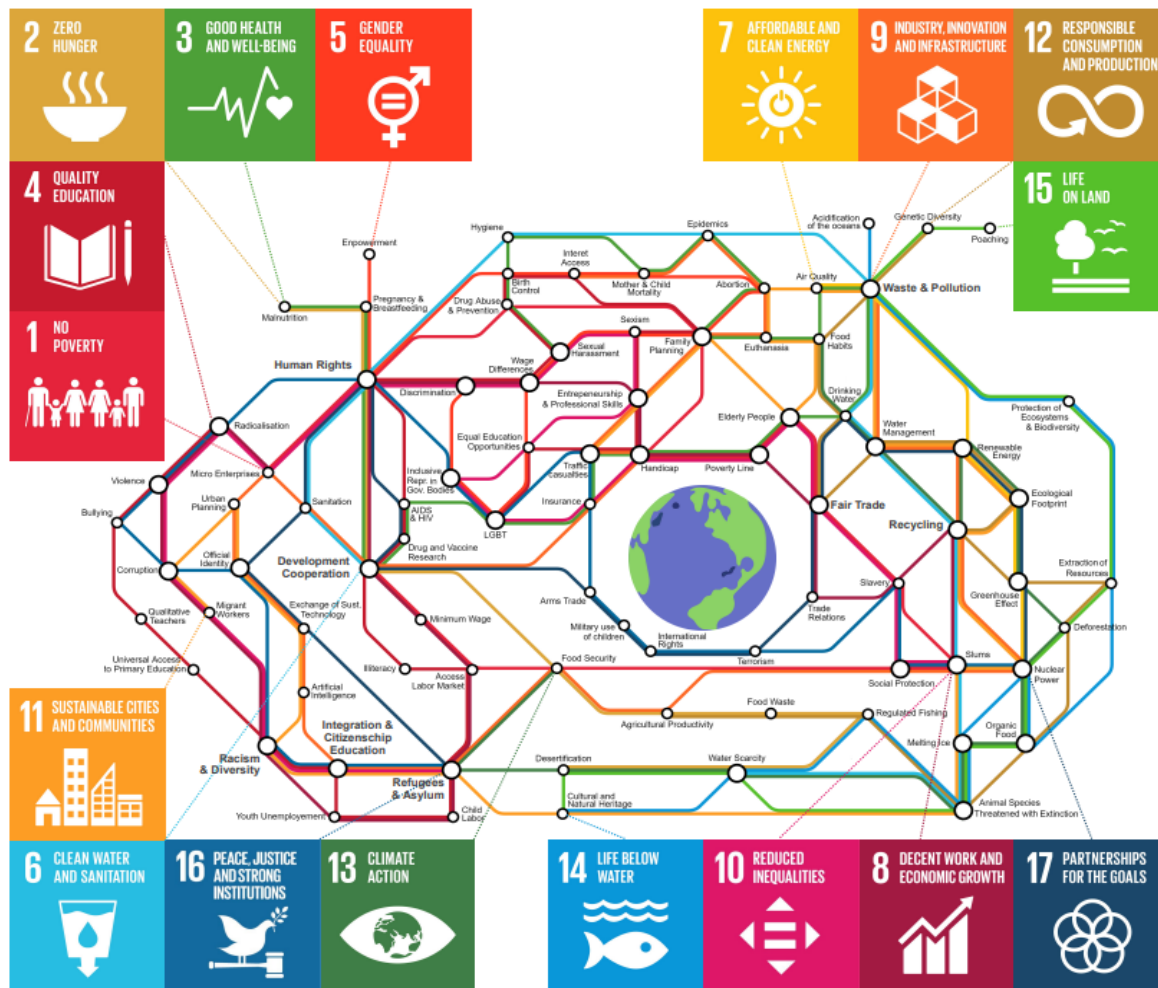 2 ZERO
HUNGER
3 GOOD HEALTH
AND WELL-BEING
5 GENDER
EQUALITY
7 AFFORDABLE AND
CLEAN ENERGY
9 INDUSTRY, INNOVATION
AND INFRASTRUCTURE
12 RESPONSIBLE
CONSUMPTION
AND PRODUCTION
4 QUALITY
EDUCATION
15 LIFE
ON LAND
1 NO
POVERTY
Empowerment
Hygiene
Interet
Access
Epidemics
Acidification
of the oceans
Genetic Diversity
Poaching
Malnutrition
Pregnancy &
Breastfeeding
Drug Abuse
& Prevention
Birth
Control
Mother & Child
Mortality
Abortion
Air Quality
Waste & Pollution
Human Rights
Wage
Differences
Sexual
Harassment
Sexism
Family
Planning
Euthanasia
Food
Habits
Discrimination
Entrepeneurship
& Professional Skills
Elderly People
Drinking
Water
Protection of
Ecosystems
& Biodiversity
Radicalisation
Equal Education
Opportunities
Water
Management
Renewable
Energy
Violence
Micro Enterprises
Inclusive
Repr. in
Gov. Bodies
Traffic
casualties
Handicap
Poverty Line
Urban
Planning
Sanitation
AIDS
& HIV
Insurance
Fair Trade
Ecological
Footprint
Bullying
LGBT
Recycling
Corruption
Official
Identity
Development
Cooperation
Drug and Vaccine
Research
Extraction of
Resources
Qualitative
Teachers
Migrant
Workers
Exchange of Sust.
Technology
Minimum Wage
Arms Trade
Military use
of children
International
Rights
Terrorism
Trade
Relations
Slavery
Greenhouse
Effect
Deforestation
Universal Access
to Primary Education
Illiteracy
Access
Labor Market
Food Security
Social Protection
Slums
Nuclear
Power
Artificial
Intelligence
Agricultural Productivity
Food Waste
Regulated Fishing
Integration &
Citizenship
Education
Racism
& Diversity
Refugees
& Asylum
Desertification
Water Scarcity
Melting Ice
Organic
Food
Youth Unemployement
Child
Labor
Cultural and
Natural Heritage
Animal Species
Threatened with Extinction
11 SUSTAINABLE CITIES
AND COMMUNITIES
6 CLEAN WATER
AND SANITATION
16 PEACE, JUSTICE
AND STRONG
INSTITUTIONS
13 CLIMATE
ACTION
14 LIFE BELOW
WATER
10 REDUCED
INEQUALITIES
8 DECENT WORK AND
ECONOMIC GROWTH
17 PARTNERSHIPS
FOR THE GOALS